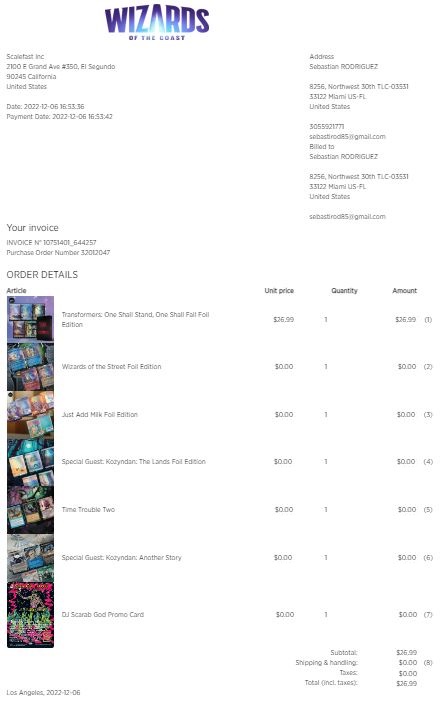 WIZARDS
OF THE COAST
Scalefast Inc
2100 E Grand Ave #350, El Segundo
90245 California
United States
Date: 2022-12-06 16:53:36
Payment Date: 2022-12-06 16:53:42
Address
Sebastian RODRIGUEZ
8256, Northwest 30th TLC-03531
33122 Miami US-FL
United States
3055921771
sebastirod85@gmail.com
Billed to
Sebastian RODRIGUEZ
8256, Northwest 30th TLC-03531
33122 Miami US-FL
United States
sebastirod85@gmail.com
Your invoice
INVOICE N° 10751401_644257
Purchase Order Number 32012047
ORDER DETAILS
Article Unit price Quantity Amount
Transformers: One Shall Stand, One Shall Fall Foil
Edition
$26.99 1 $26.99 (1)
Wizards of the Street Foil Edition $0.00 1 $0.00 (2)
Just Add Milk Foil Edition $0.00 1 $0.00 (3)
Special Guest: Kozyndan: The Lands Foil Edition $0.00 1 $0.00 (4)
Time Trouble Two $0.00 1 $0.00 (5)
Special Guest: Kozyndan: Another Story $0.00 1 $0.00 (6)
DJ Scarab God Promo Card $0.00 1 $0.00 (7)
Subtotal: $26.99
Shipping & handling: $0.00 (8)
Taxes: $0.00
Total (incl. taxes): $26.99
Los Angeles, 2022-12-06